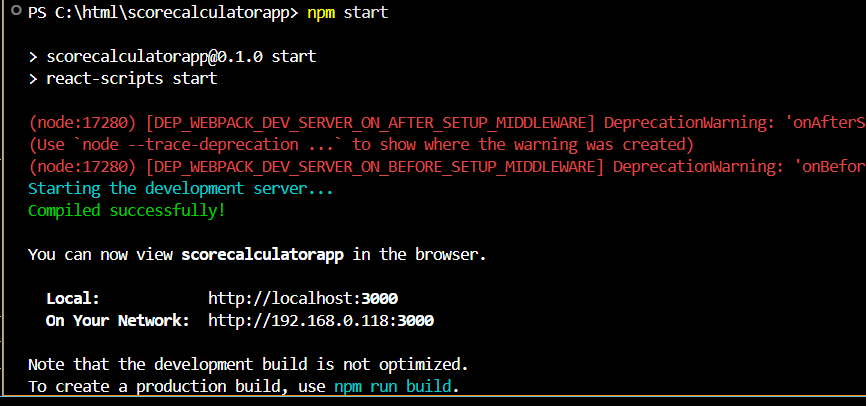 PS C:\html\scorecalculatorapp> npm start
> scorecalculatorapp@0.1.0 start
> react-scripts start
(node:17280) [DEP_WEBPACK_DEV_SERVER_ON_AFTER_SETUP_MIDDLEWARE] DeprecationWarning: 'onAfterS
(Use `node --trace-deprecation ...` to show where the warning was created)
(node:17280) [DEP_WEBPACK_DEV_SERVER_ON_BEFORE_SETUP_MIDDLEWARE] DeprecationWarning: 'onBefor
Starting the development server...
Compiled successfully!
You can now view scorecalculatorapp in the browser.
Local: http://localhost:3000
On Your Network: http://192.168.0.118:3000
Note that the development build is not optimized.
To create a production build, use npm run build.